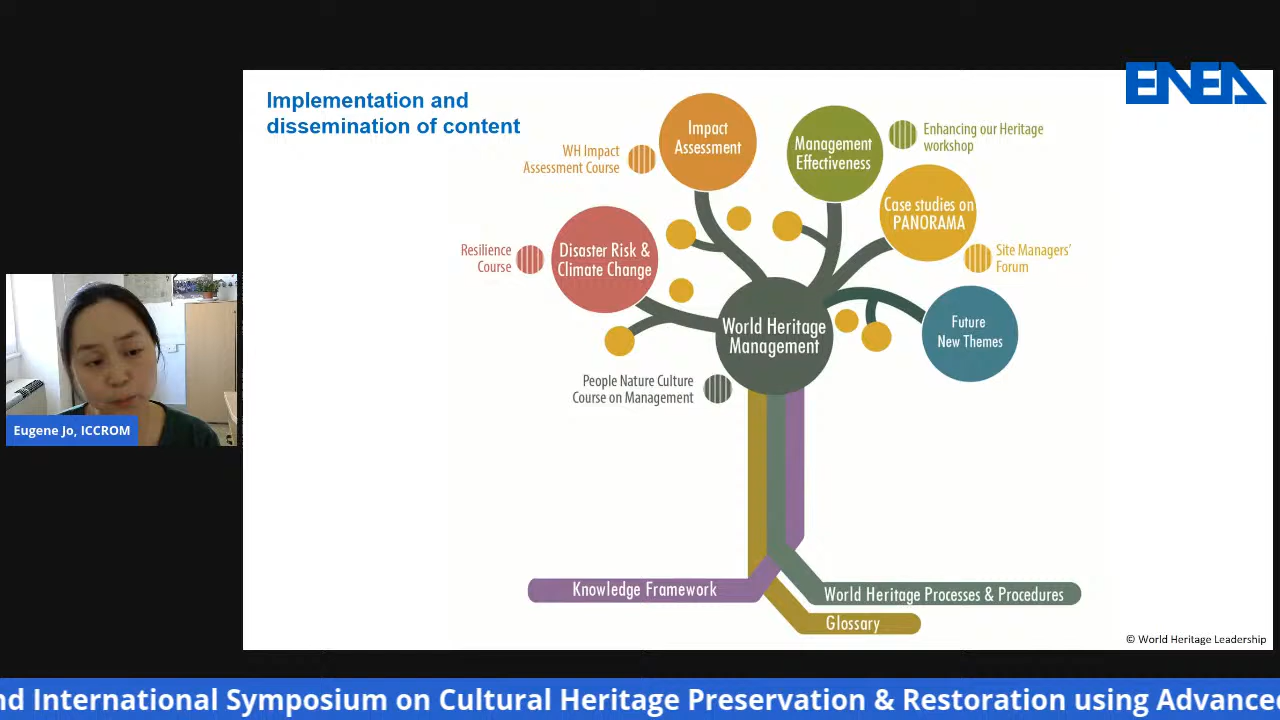 ENEA
Implementation and
dissemination of content
Impact
Assessment
WH Impact
Assessment Course
Management
Effectiveness
Enhancing our Heritage
workshop
Case studies on
PANORAMA
Site Managers'
Forum
Disaster Risk &
Climate Change
Resilience
Course
World Heritage
Management
Future
New Themes
People Nature Culture
Course on Management
Eugene Jo, ICCROM
Knowledge Framework
World Heritage Processes & Procedures
Glossary
© World Heritage Leadership
nd International Symposium on Cultural Heritage Preservation & Restoration using Advanced